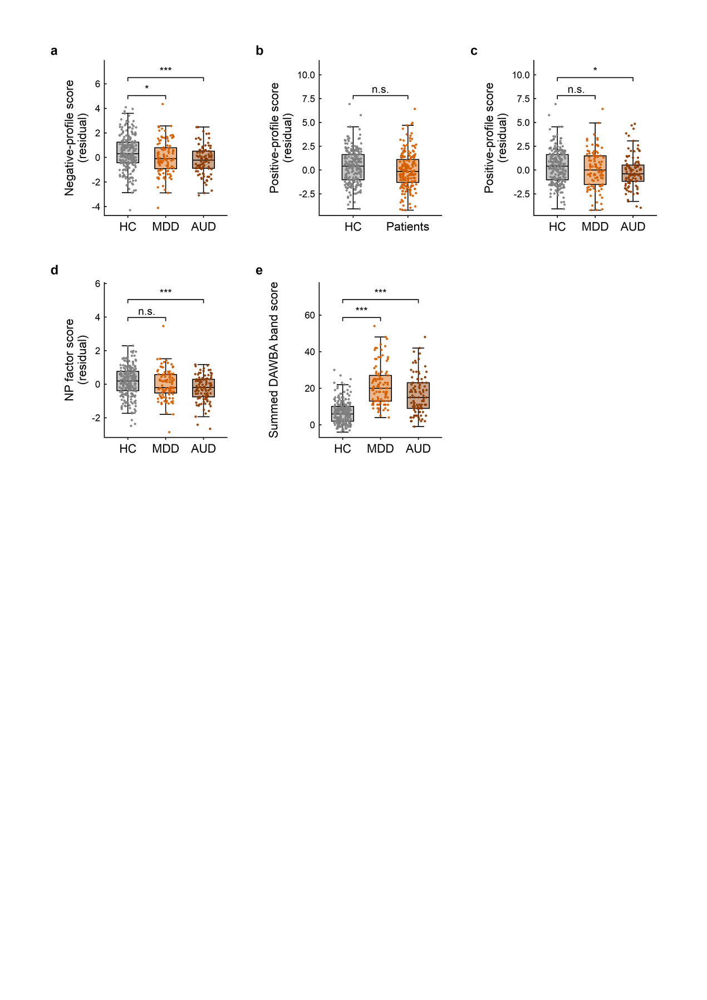 a
Negative-profile score
(residual)
6
4
2
0
-2
-4
***
*
HC MDD AUD
b
Positive-profile score
(residual)
10.0
7.5
5.0
2.5
0.0
-2.5
n.s.
HC Patients
c
Positive-profile score
(residual)
10.0
7.5
5.0
2.5
0.0
-2.5
*
n.s.
HC MDD AUD
d
NP factor score
(residual)
6
4
2
0
-2
***
n.s.
HC MDD AUD
e
Summed DAWBA band score
60
40
20
0
***
***
HC MDD AUD